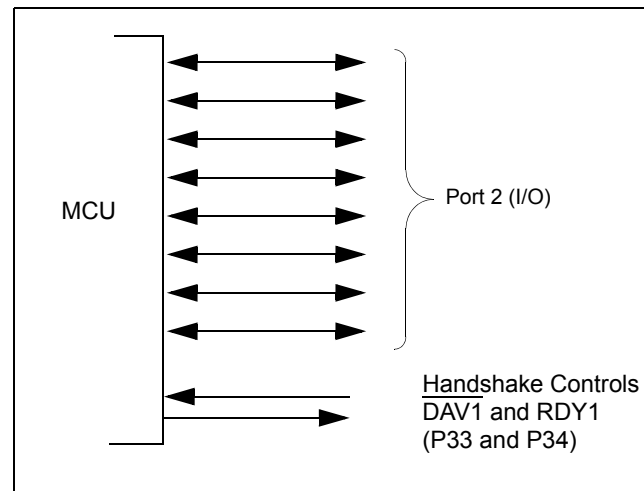 MCU
Port 2 (I/O)
Handshake Controls
DAV1 and RDY1
(P33 and P34)